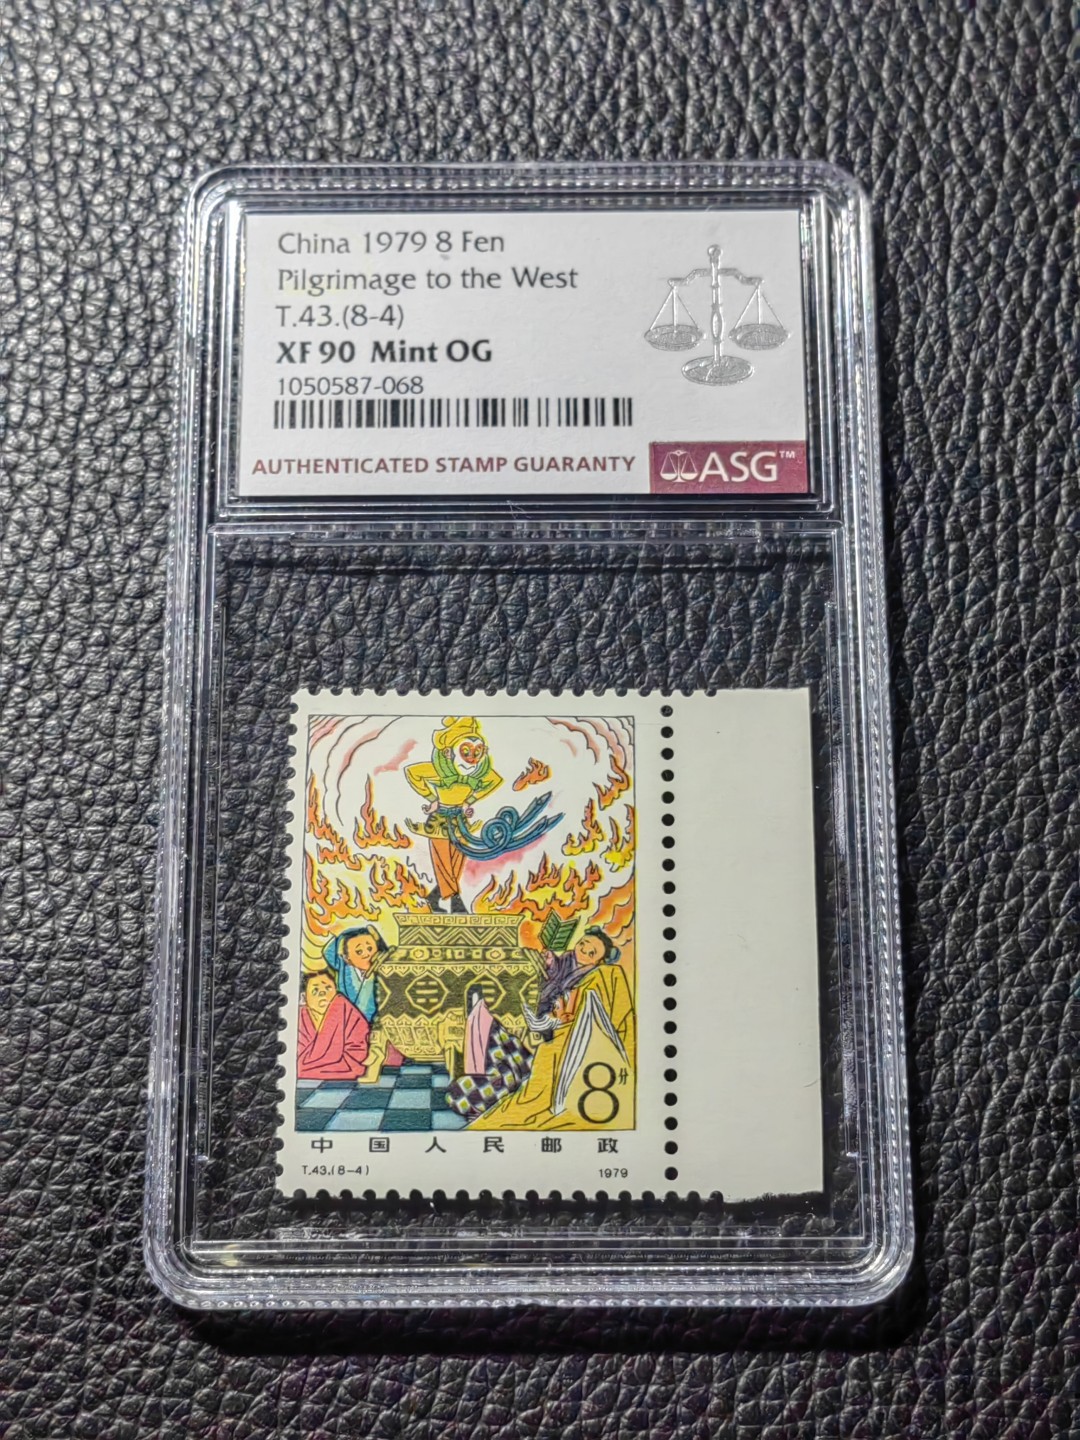 China 1979 8 Fen
Pilgrimage to the West
T.43.(8-4)
XF 90 Mint OG
1050587-068
AUTHENTICATED STAMP GUARANTY
ASG™
8分
中国人民邮政
T.43.(8-4)
1979